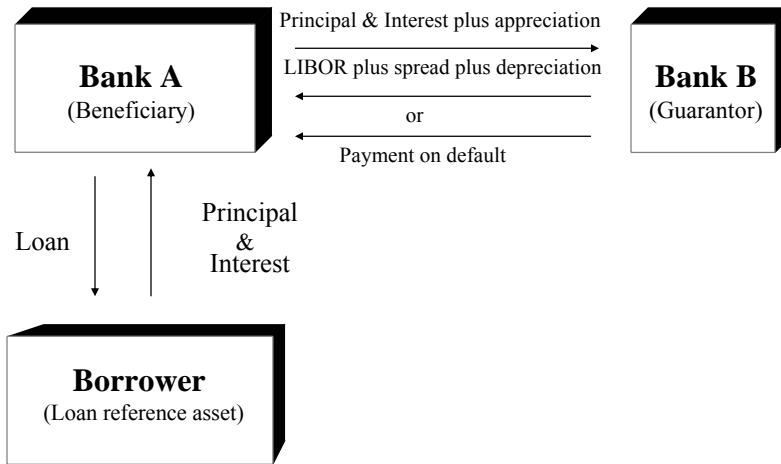 Principal & Interest plus appreciation
Bank A
(Beneficiary)
LIBOR plus spread plus depreciation
or
Payment on default
Bank B
(Guarantor)
Loan
Principal
&
Interest
Borrower
(Loan reference asset)